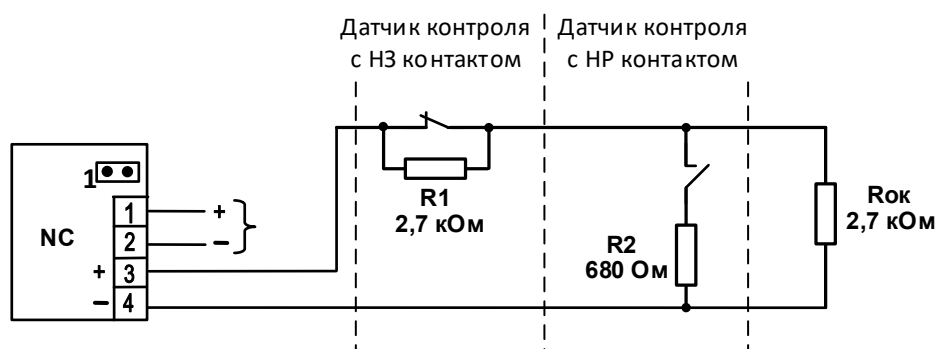 Датчик контроля
с НЗ контактом
Датчик контроля
с НР контактом
1
NC
1
+
2
–
+
3
–
4
R1
2,7 кОм
R2
680 Ом
Rок
2,7 кОм